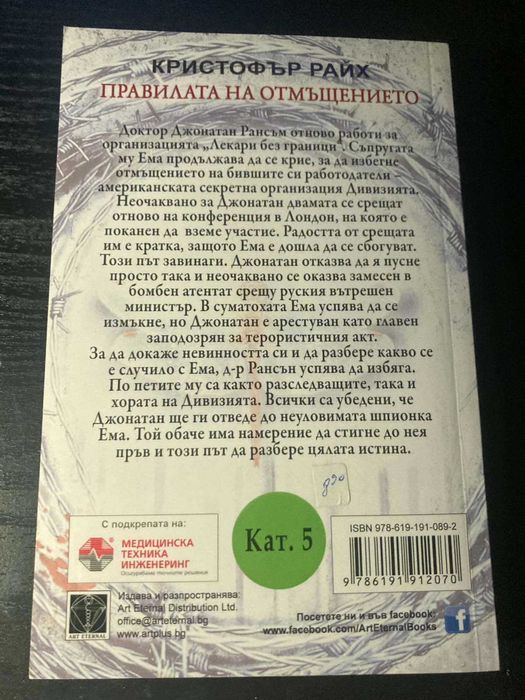 КРИСТОФЪР РАЙХ
ПРАВИЛАТА НА ОТМЪЩЕНИЕТО
Доктор Джонатан Рансъм отново работи за
организацията „Лекари без граници". Съпругата
му Ема продължава да се крие, за да избегне
отмъщението на бившите си работодатели –
американската секретна организация Дивизията.
Неочаквано за Джонатан двамата се срещат
отново на конференция в Лондон, на която е
поканен да вземе участие. Радостта от срещата
им е кратка, защото Ема е дошла да се сбогуват.
Този път завинаги. Джонатан отказва да я пусне
просто така и неочаквано се оказва замесен в
бомбен атентат срещу руския вътрешен
министър. В суматохата Ема успява да се
измъкне, но Джонатан е арестуван като главен
заподозрян за терористичния акт.
За да докаже невинността си и да разбере какво се
е случило с Ема, д-р Рансън успява да избяга.
По петите му са както разследващите, така и
хората на Дивизията. Всички са убедени, че
Джонатан ще ги отведе до неуловимата шпионка
Ема. Той обаче има намерение да стигне до нея
пръв и този път да разбере цялата истина.
С подкрепата на:
МЕДИЦИНСКА
ТЕХНИКА
ИНЖЕНЕРИНГ
Осигуряваме точните решения
Кат. 5
ISBN 978-619-191-089-2
9 786191 912070
ART ETERNAL
Издава и разпространява:
Art Eternal Distribution Ltd.
office@arteternal.bg
www.artplus.bg
Посетете ни и във facebook:
www.facebook.com/ArtEternalBooks
f